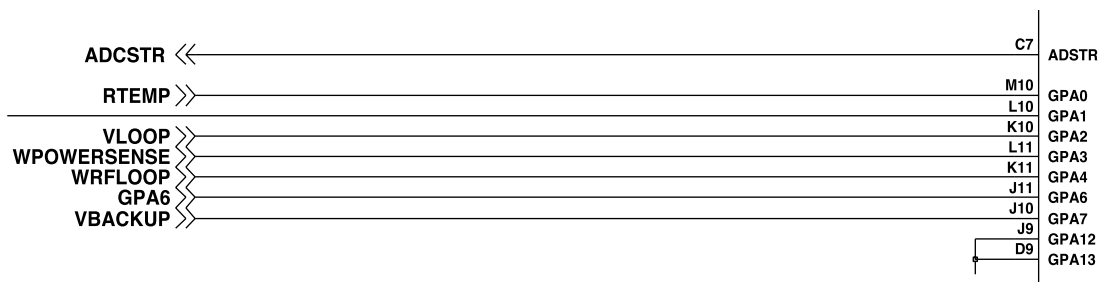 ADCSTR C7 ADSTR
RTEMP M10 GPA0
L10 GPA1
VLOOP K10 GPA2
WPOWERSENSE L11 GPA3
WRFLOOP K11 GPA4
GPA6 J11 GPA6
VBACKUP J10 GPA7
J9 GPA12
D9 GPA13